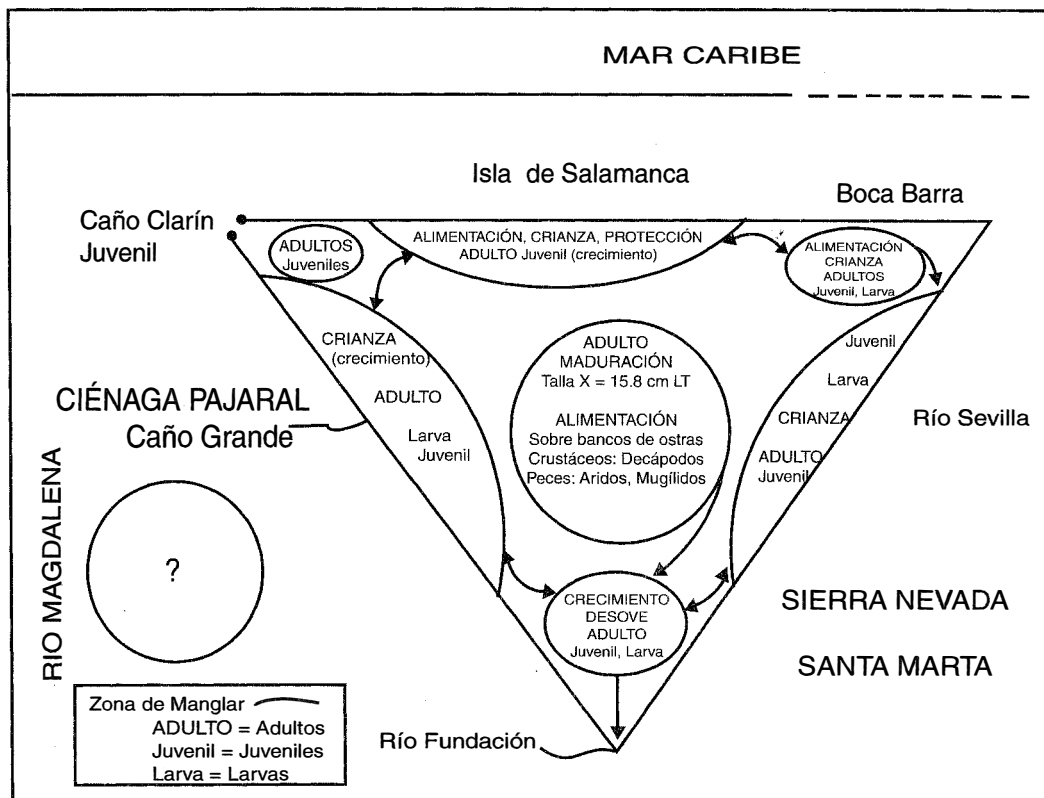 MAR CARIBE
Isla de Salamanca
Boca Barra
Caño Clarín
Juvenil
ADULTOS
Juveniles
ALIMENTACIÓN, CRIANZA, PROTECCIÓN
ADULTO Juvenil (crecimiento)
ALIMENTACIÓN
CRIANZA
ADULTOS
Juvenil, Larva
CRIANZA
(crecimiento)
ADULTO
Larva
Juvenil
ADULTO
MADURACIÓN
Talla X = 15.8 cm LT
ALIMENTACIÓN
Sobre bancos de ostras
Crustáceos: Decápodos
Peces: Aridos, Mugílidos
Juvenil
Larva
CRIANZA
ADULTO
Juvenil
CIÉNAGA PAJARAL
Caño Grande
Río Sevilla
RIO MAGDALENA
?
CRECIMIENTO
DESOVE
ADULTO
Juvenil, Larva
SIERRA NEVADA
SANTA MARTA
Río Fundación
Zona de Manglar
ADULTO = Adultos
Juvenil = Juveniles
Larva = Larvas